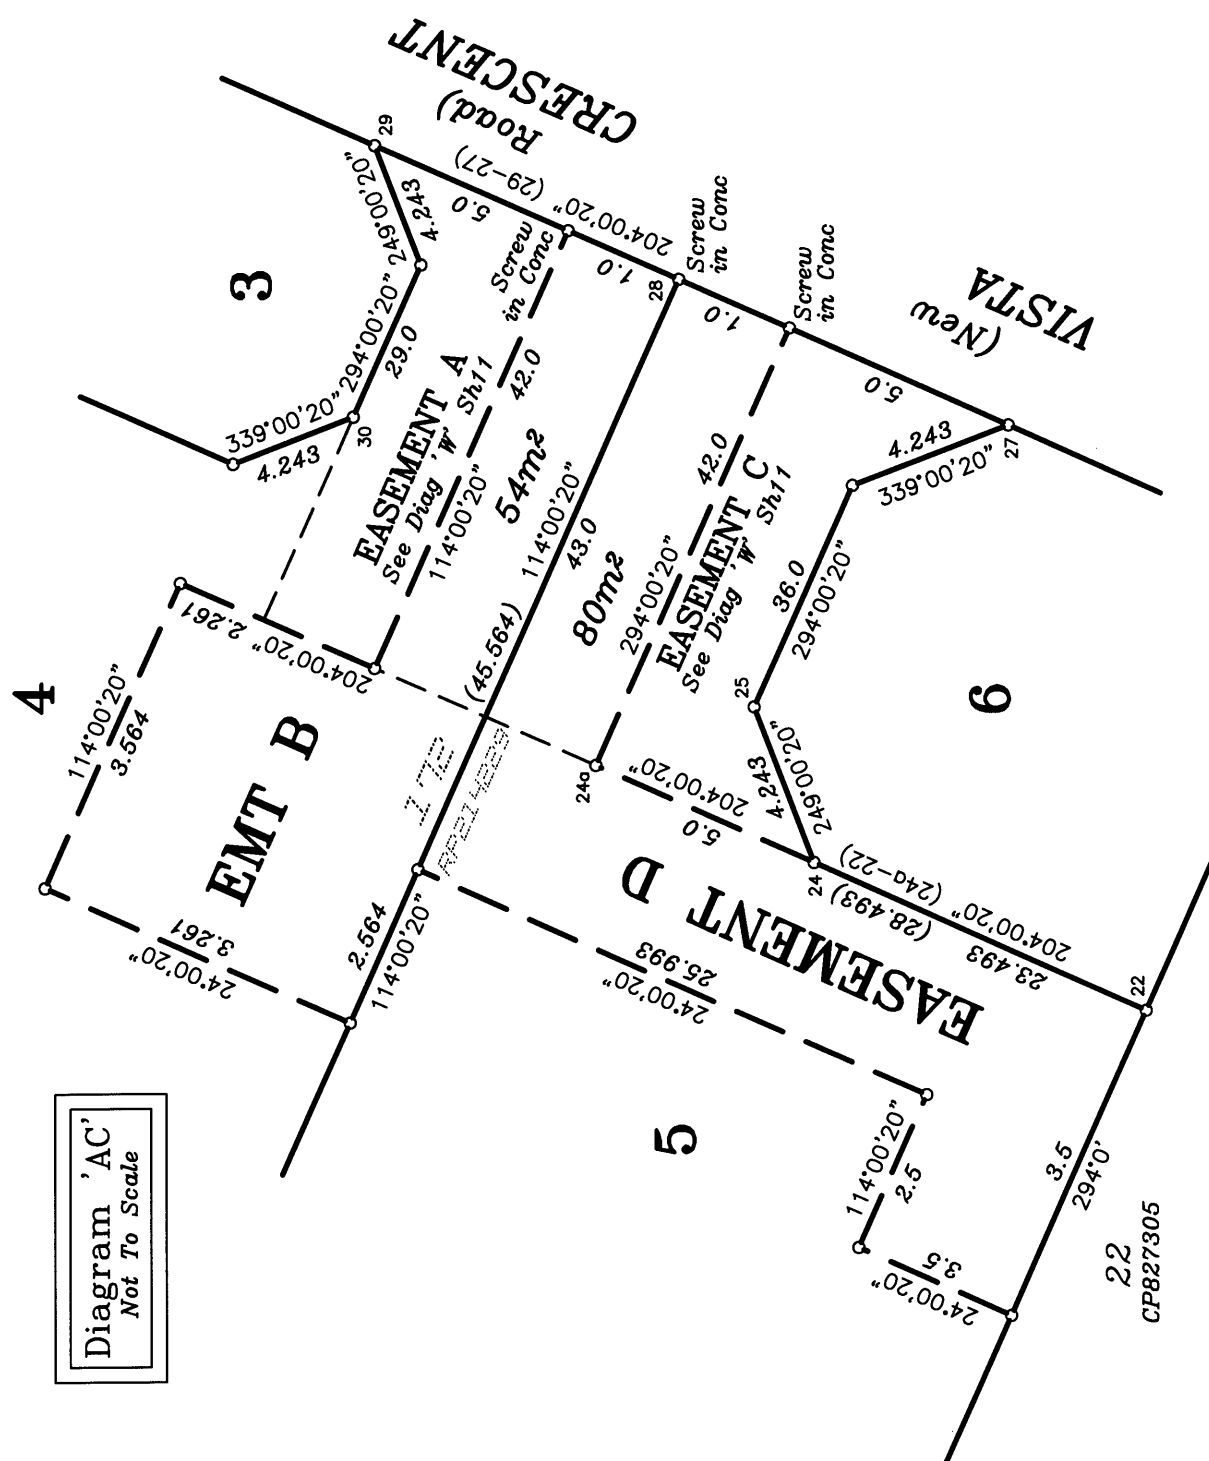 Diagram 'AC'
Not To Scale
CRESCENT
(Road)
VISTA
(New
3
4
5
6
22
CP827305
29
249°00'20"
4.243
294°00'20"
29.0
339°00'20"
4.243
30
5.0
204°00'20" (29-27)
1.0
28
1.0
5.0
27
Screw
in Conc
Screw
in Conc
Screw
in Conc
EASEMENT A
See Diag 'W' Sh11
42.0
114°00'20"
54m²
114°00'20"
43.0
(45.564)
80m²
42.0
294°00'20"
EASEMENT C
See Diag 'W' Sh11
4.243
339°00'20"
36.0
294°00'20"
25
4.243
249°00'20"
24
24a
204°00'20"
5.0
204°00'20"
2.261
114°00'20"
3.564
EMT B
24°00'20"
3.261
2.564
114°00'20"
172
RP214229
EASEMENT D
24°00'20"
25.993
(28.493)
(24a-22)
204°00'20"
23.493
22
114°00'20"
2.5
24°00'20"
3.5
3.5
294°0'